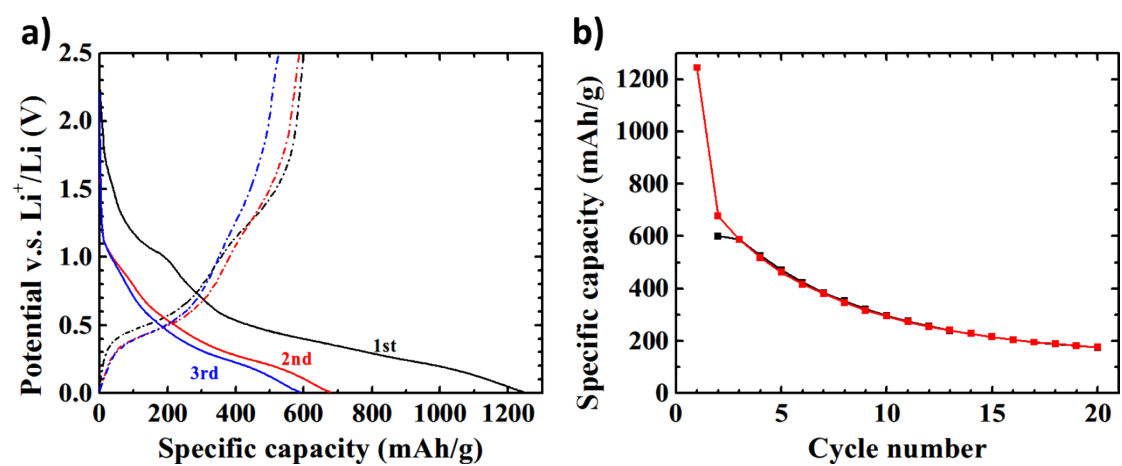 a)
Potential v.s. Li⁺/Li (V)
2.5
2.0
1.5
1.0
0.5
0.0
1st
2nd
3rd
0 200 400 600 800 1000 1200
Specific capacity (mAh/g)
b)
Specific capacity (mAh/g)
1200
1000
800
600
400
200
0
0 5 10 15 20
Cycle number